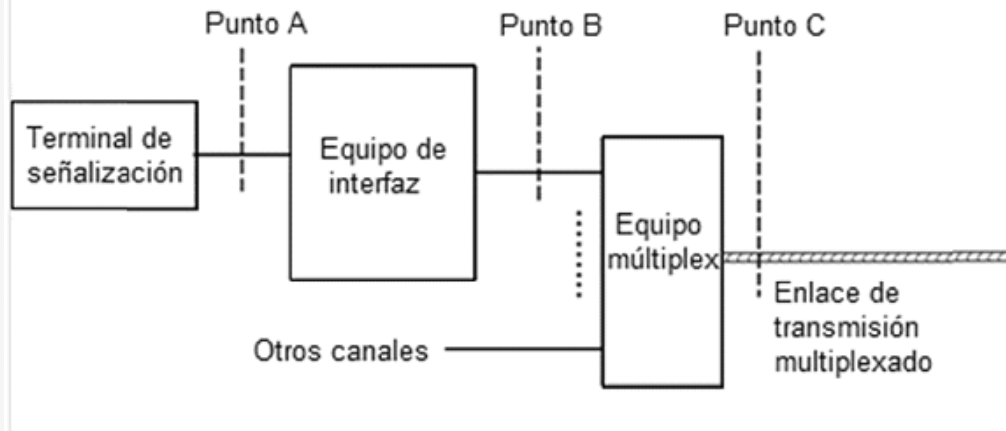 Punto A
Punto B
Punto C
Terminal de
señalización
Equipo de
interfaz
Equipo
múltiplex
Otros canales
Enlace de
transmisión
multiplexado